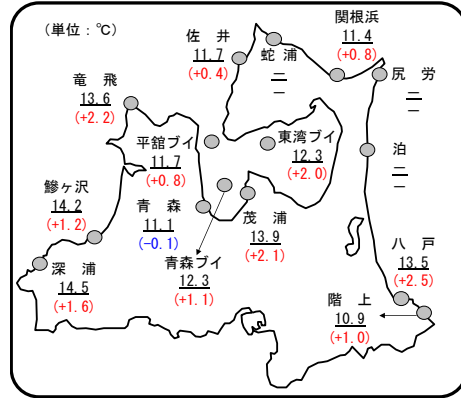 (単位：℃)
関根浜
11.4
(+0.8)
佐 井
11.7
(+0.4)
蛇 浦
―
―
尻 労
―
―
竜 飛
13.6
(+2.2)
平舘ブイ
11.7
(+0.8)
東湾ブイ
12.3
(+2.0)
泊
―
―
鰺ヶ沢
14.2
(+1.2)
青 森
11.1
(-0.1)
茂 浦
13.9
(+2.1)
青森ブイ
12.3
(+1.1)
深 浦
14.5
(+1.6)
八 戸
13.5
(+2.5)
階 上
10.9
(+1.0)